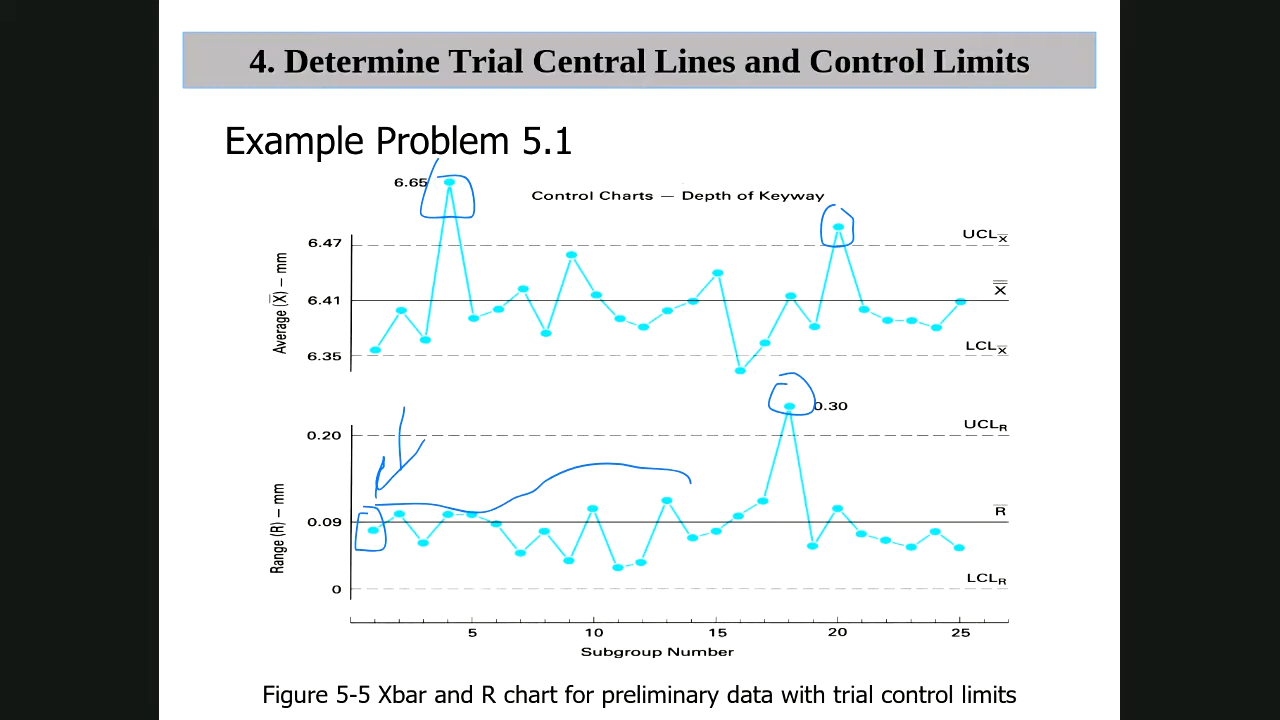 4. Determine Trial Central Lines and Control Limits
Example Problem 5.1
6.65
Control Charts — Depth of Keyway
UCLx̅
6.47
X̿
6.41
LCLx̅
6.35
Average (X̅) – mm
0.30
UCLR
0.20
R̅
0.09
LCLR
0
Range (R) – mm
5 10 15 20 25
Subgroup Number
Figure 5-5 Xbar and R chart for preliminary data with trial control limits